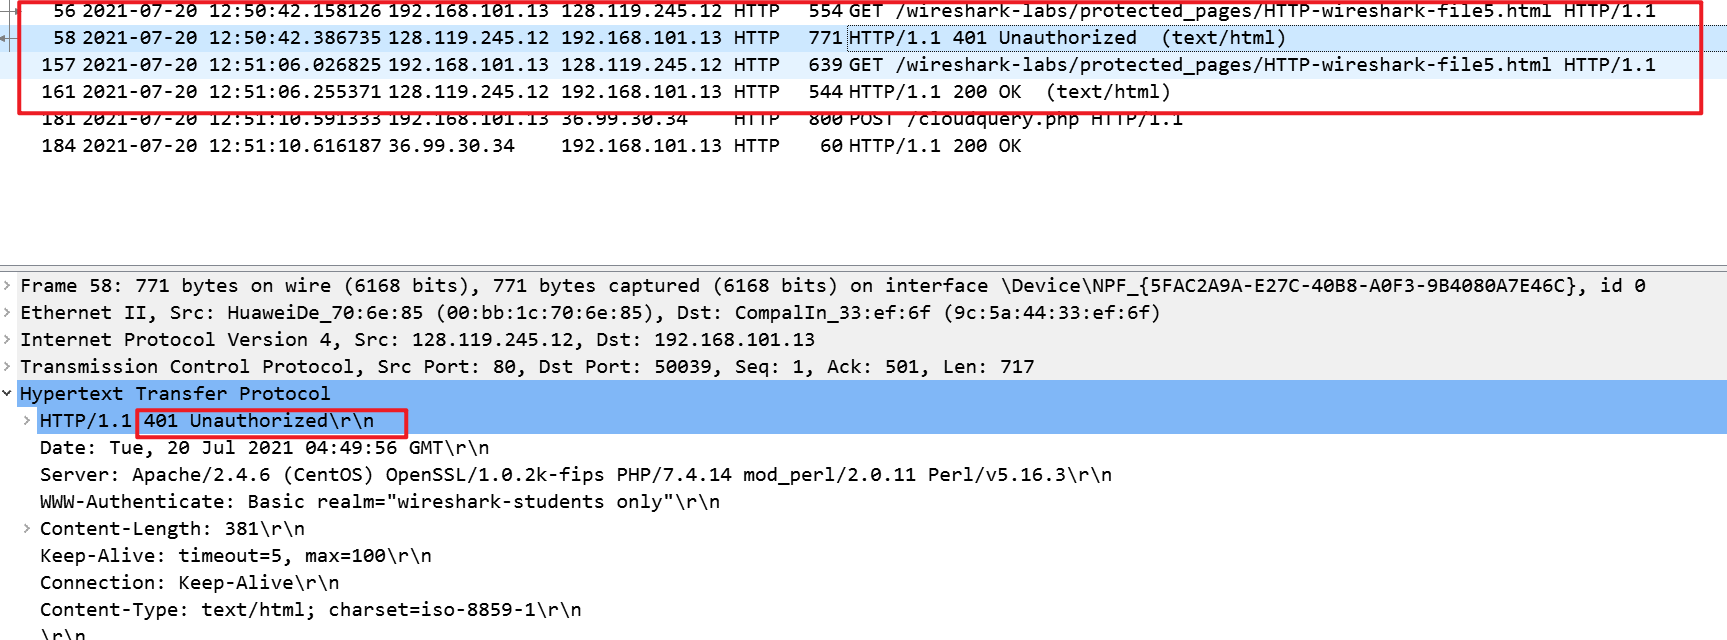 56 2021-07-20 12:50:42.158126 192.168.101.13 128.119.245.12 HTTP 554 GET /wireshark-labs/protected_pages/HTTP-wireshark-file5.html HTTP/1.1
58 2021-07-20 12:50:42.386735 128.119.245.12 192.168.101.13 HTTP 771 HTTP/1.1 401 Unauthorized (text/html)
157 2021-07-20 12:51:06.026825 192.168.101.13 128.119.245.12 HTTP 639 GET /wireshark-labs/protected_pages/HTTP-wireshark-file5.html HTTP/1.1
161 2021-07-20 12:51:06.255371 128.119.245.12 192.168.101.13 HTTP 544 HTTP/1.1 200 OK (text/html)
181 2021-07-20 12:51:10.591333 192.168.101.13 36.99.30.34 HTTP 800 POST /cloudquery.php HTTP/1.1
184 2021-07-20 12:51:10.616187 36.99.30.34 192.168.101.13 HTTP 60 HTTP/1.1 200 OK
Frame 58: 771 bytes on wire (6168 bits), 771 bytes captured (6168 bits) on interface \Device\NPF_{5FAC2A9A-E27C-40B8-A0F3-9B4080A7E46C}, id 0
Ethernet II, Src: HuaweiDe_70:6e:85 (00:bb:1c:70:6e:85), Dst: CompalIn_33:ef:6f (9c:5a:44:33:ef:6f)
Internet Protocol Version 4, Src: 128.119.245.12, Dst: 192.168.101.13
Transmission Control Protocol, Src Port: 80, Dst Port: 50039, Seq: 1, Ack: 501, Len: 717
Hypertext Transfer Protocol
HTTP/1.1 401 Unauthorized\r\n
Date: Tue, 20 Jul 2021 04:49:56 GMT\r\n
Server: Apache/2.4.6 (CentOS) OpenSSL/1.0.2k-fips PHP/7.4.14 mod_perl/2.0.11 Perl/v5.16.3\r\n
WWW-Authenticate: Basic realm="wireshark-students only"\r\n
Content-Length: 381\r\n
Keep-Alive: timeout=5, max=100\r\n
Connection: Keep-Alive\r\n
Content-Type: text/html; charset=iso-8859-1\r\n
\r\n